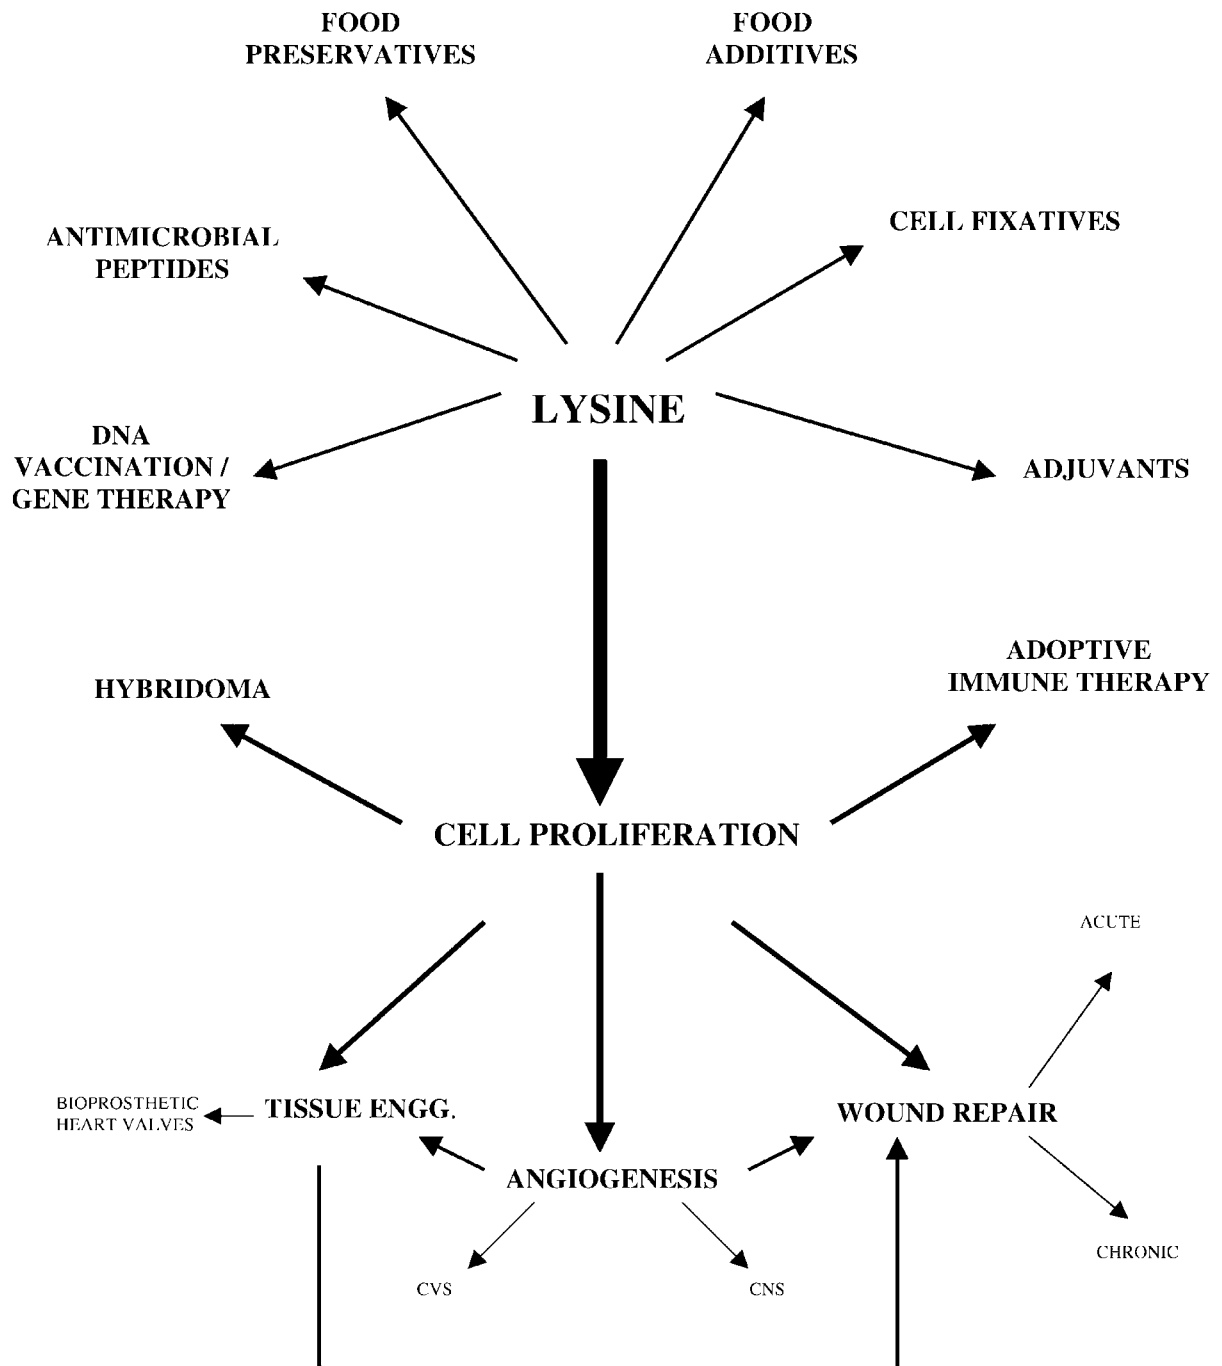 FOOD
PRESERVATIVES
FOOD
ADDITIVES
ANTIMICROBIAL
PEPTIDES
CELL FIXATIVES
LYSINE
DNA
VACCINATION /
GENE THERAPY
ADJUVANTS
HYBRIDOMA
ADOPTIVE
IMMUNE THERAPY
CELL PROLIFERATION
ACUTE
BIOPROSTHETIC
HEART VALVES
TISSUE ENGG.
WOUND REPAIR
ANGIOGENESIS
CHRONIC
CVS
CNS